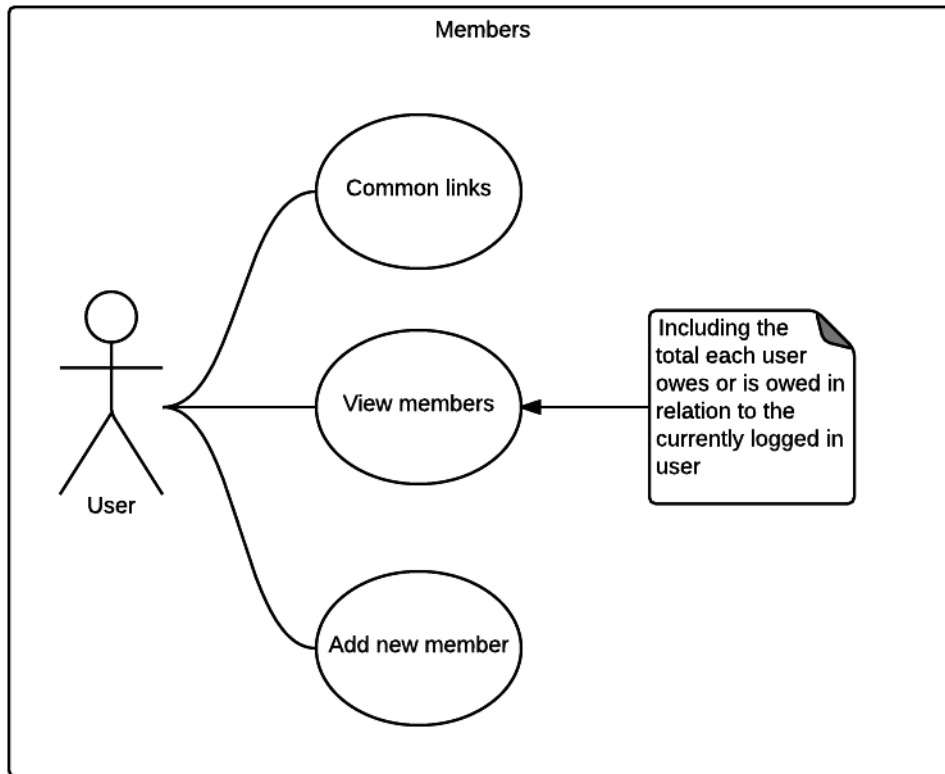 Members
Common links
Including the
total each user
owes or is owed in
relation to the
currently logged in
user
View members
User
Add new member